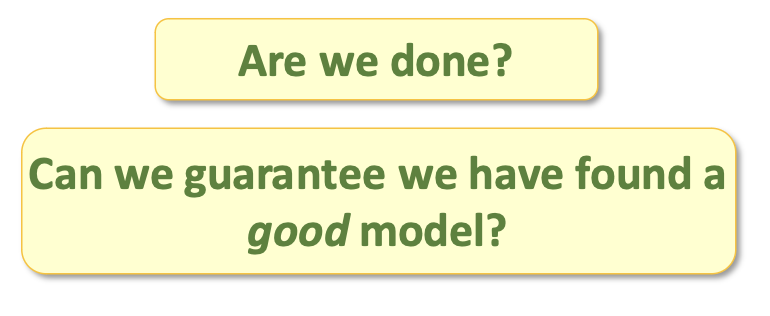 Are we done?
Can we guarantee we have found a
good model?